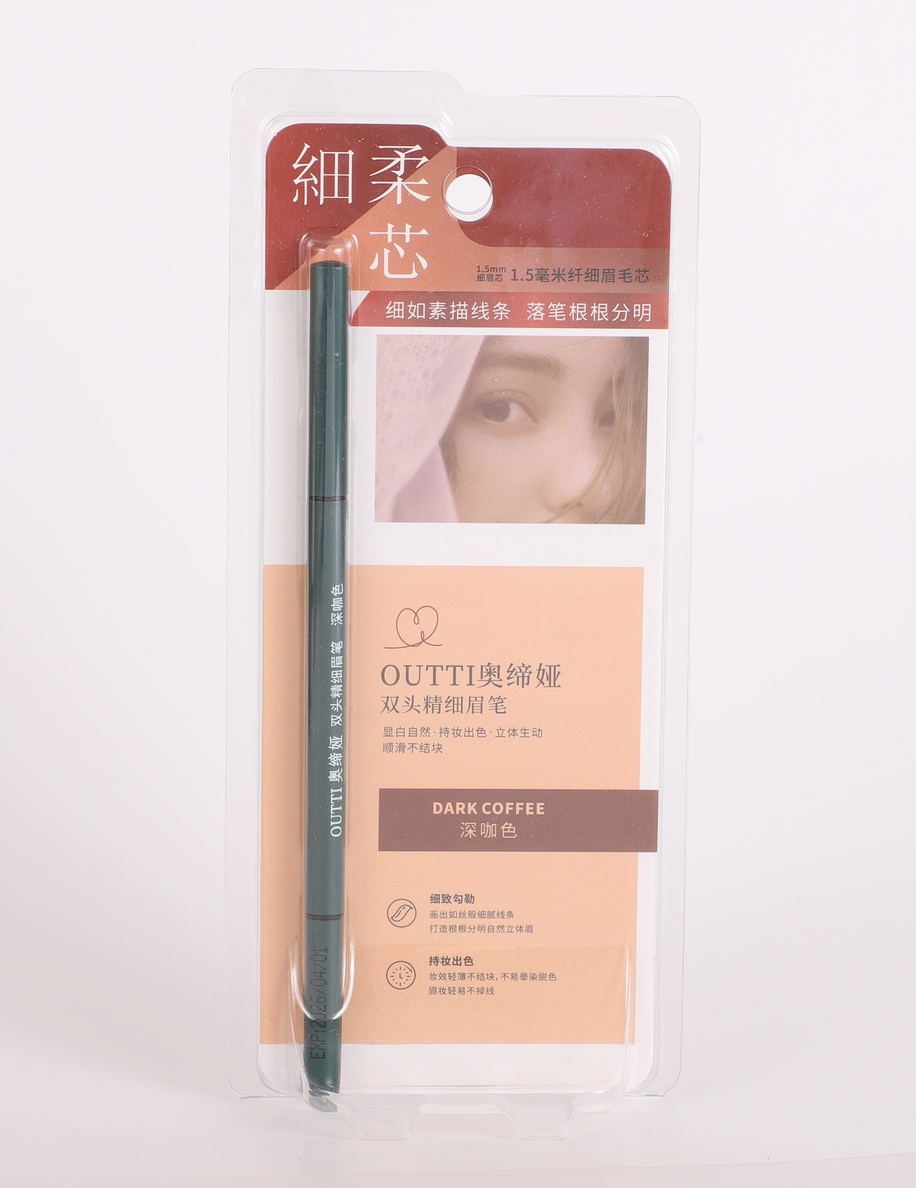 細柔
芯
1.5mm
細眉芯
1.5毫米纤细眉毛芯
细如素描线条 落笔根根分明
OUTTI奥缔娅
双头精细眉笔
显白自然·持妆出色·立体生动
顺滑不结块
DARK COFFEE
深咖色
细致勾勒
画出如丝般细腻线条
打造根根分明自然立体眉
持妆出色
妆效轻薄不结块,不易晕染脱色
眉妆轻易不掉线
OUTTI 奥缔娅 双头精细眉笔 深咖色
EXP:2026/04/01